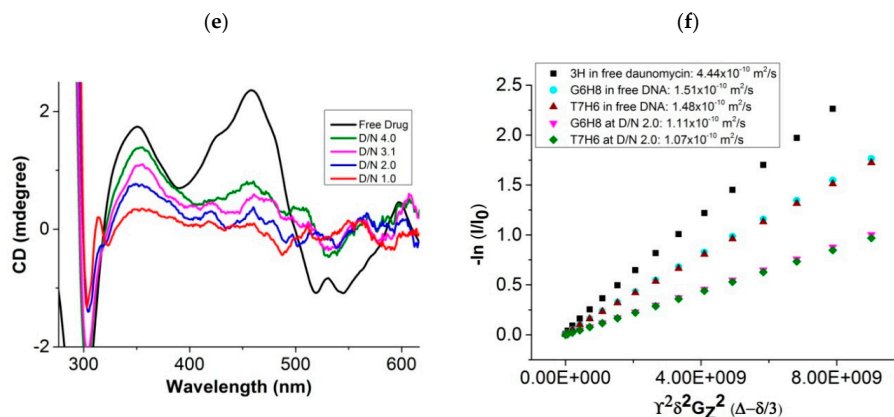 (e)
2
0
-2
300
400
500
600
CD (mdegree)
Wavelength (nm)
Free Drug
D/N 4.0
D/N 3.1
D/N 2.0
D/N 1.0
(f)
3H in free daunomycin: 4.44x10⁻¹⁰ m²/s
G6H8 in free DNA: 1.51x10⁻¹⁰ m²/s
T7H6 in free DNA: 1.48x10⁻¹⁰ m²/s
G6H8 at D/N 2.0: 1.11x10⁻¹⁰ m²/s
T7H6 at D/N 2.0: 1.07x10⁻¹⁰ m²/s
2.5
2.0
1.5
1.0
0.5
0.0
-ln (I/I₀)
0.00E+000
4.00E+009
8.00E+009
ϒ²δ²G_Z² (Δ−δ/3)